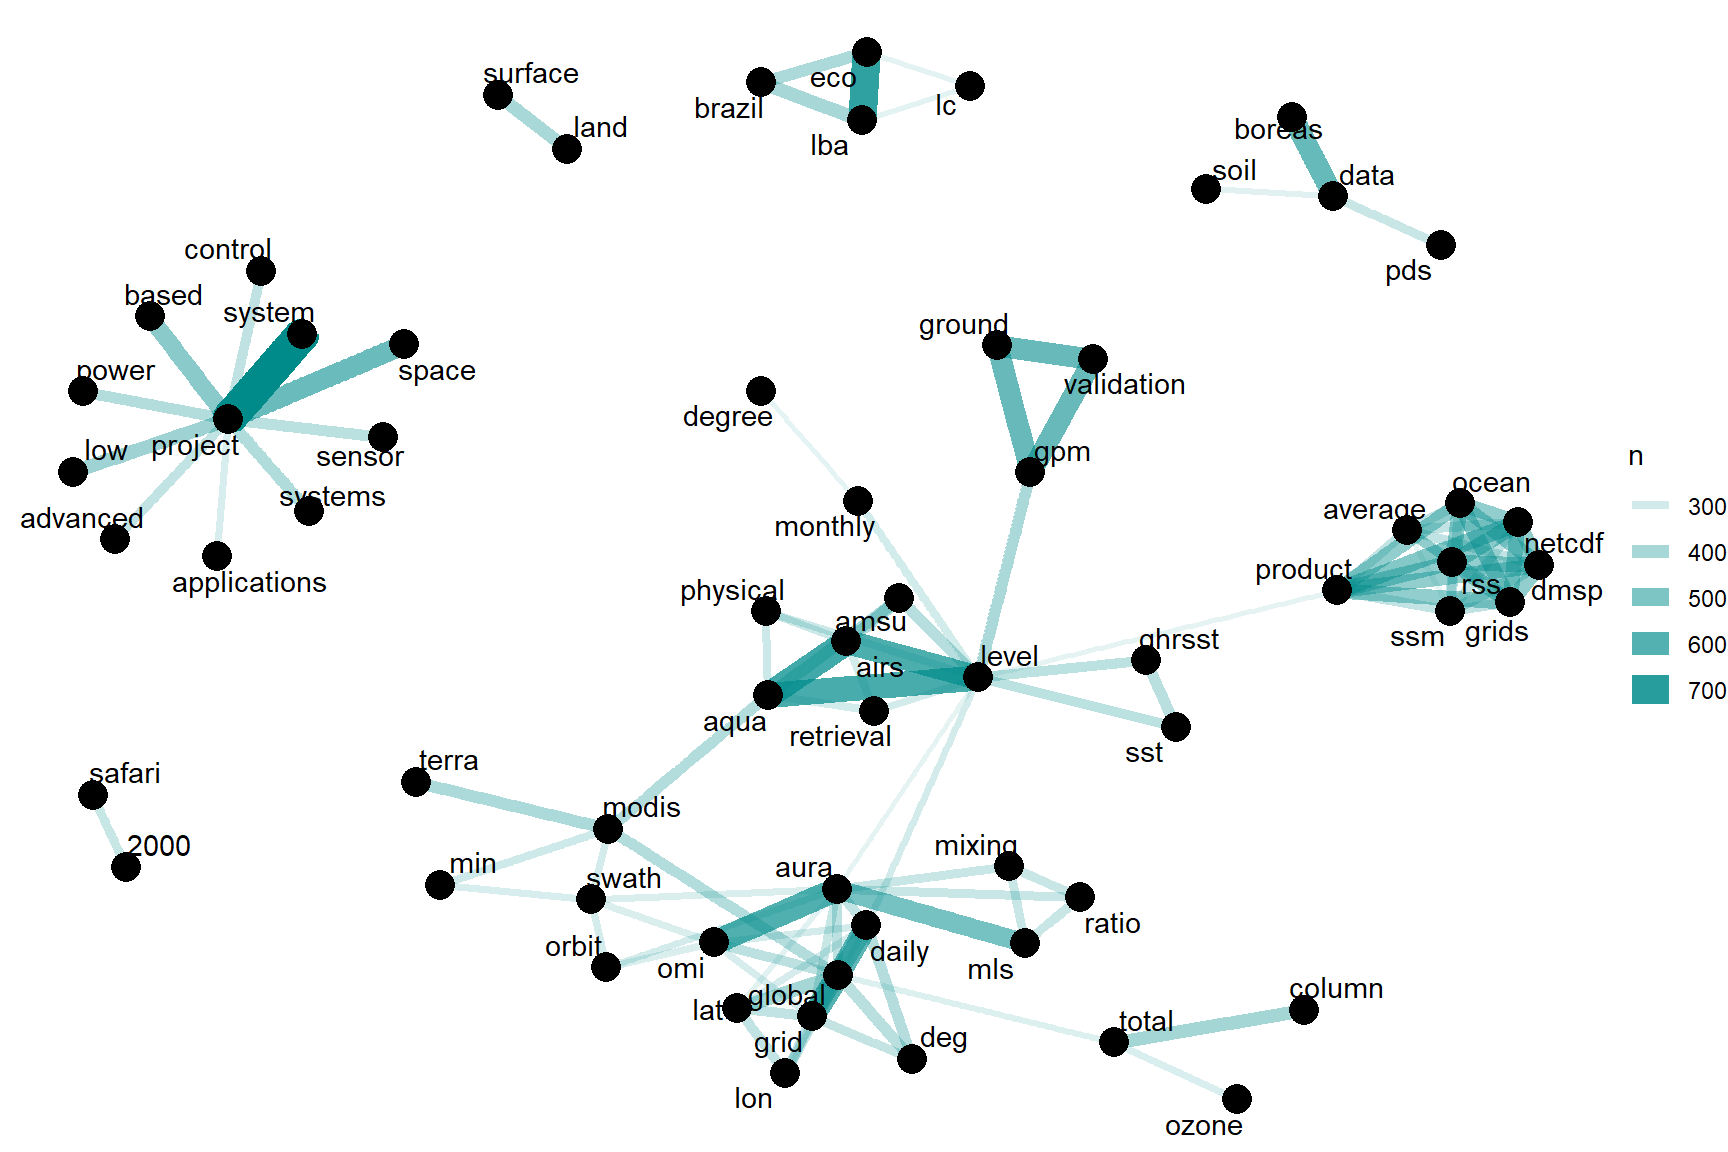 surface
land
eco
brazil
lc
lba
boreas
soil
data
pds
control
based
system
power
space
project
low
sensor
systems
advanced
applications
ground
validation
degree
gpm
monthly
n
300
400
500
600
700
ocean
average
netcdf
product
rss
dmsp
ssm
grids
physical
amsu
airs
level
ghrsst
aqua
retrieval
sst
safari
2000
terra
modis
min
swath
mixing
aura
ratio
orbit
omi
daily
mls
lat
global
grid
deg
lon
column
total
ozone